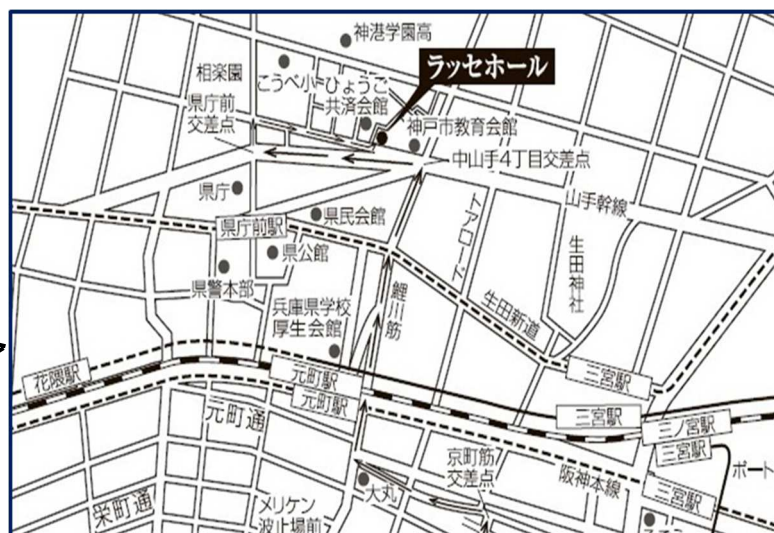 神港学園高
ラッセホール
相楽園
こうべ小
ひょうご
共済会館
県庁前
交差点
神戸市教育会館
中山手4丁目交差点
県庁
県民会館
トアロード
山手幹線
県庁前駅
県公館
生田神社
県警本部
兵庫県学校
厚生会館
鯉川筋
生田新道
花隈駅
元町駅
三宮駅
元町駅
元町通
三宮駅
三ノ宮駅
三宮駅
京町筋
交差点
阪神本線
ポート
大丸
三宮駅
栄町通
メリケン
波止場前